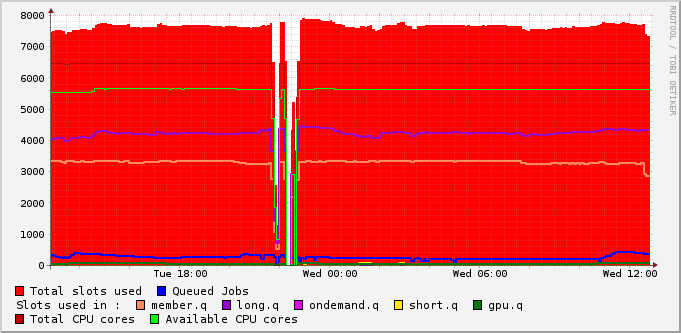 8000
7000
6000
5000
4000
3000
2000
1000
0
Tue 18:00 Wed 00:00 Wed 06:00 Wed 12:00
RRDTOOL / TOBI OETIKER
Total slots used Queued Jobs
Slots used in : member.q long.q ondemand.q short.q gpu.q
Total CPU cores Available CPU cores